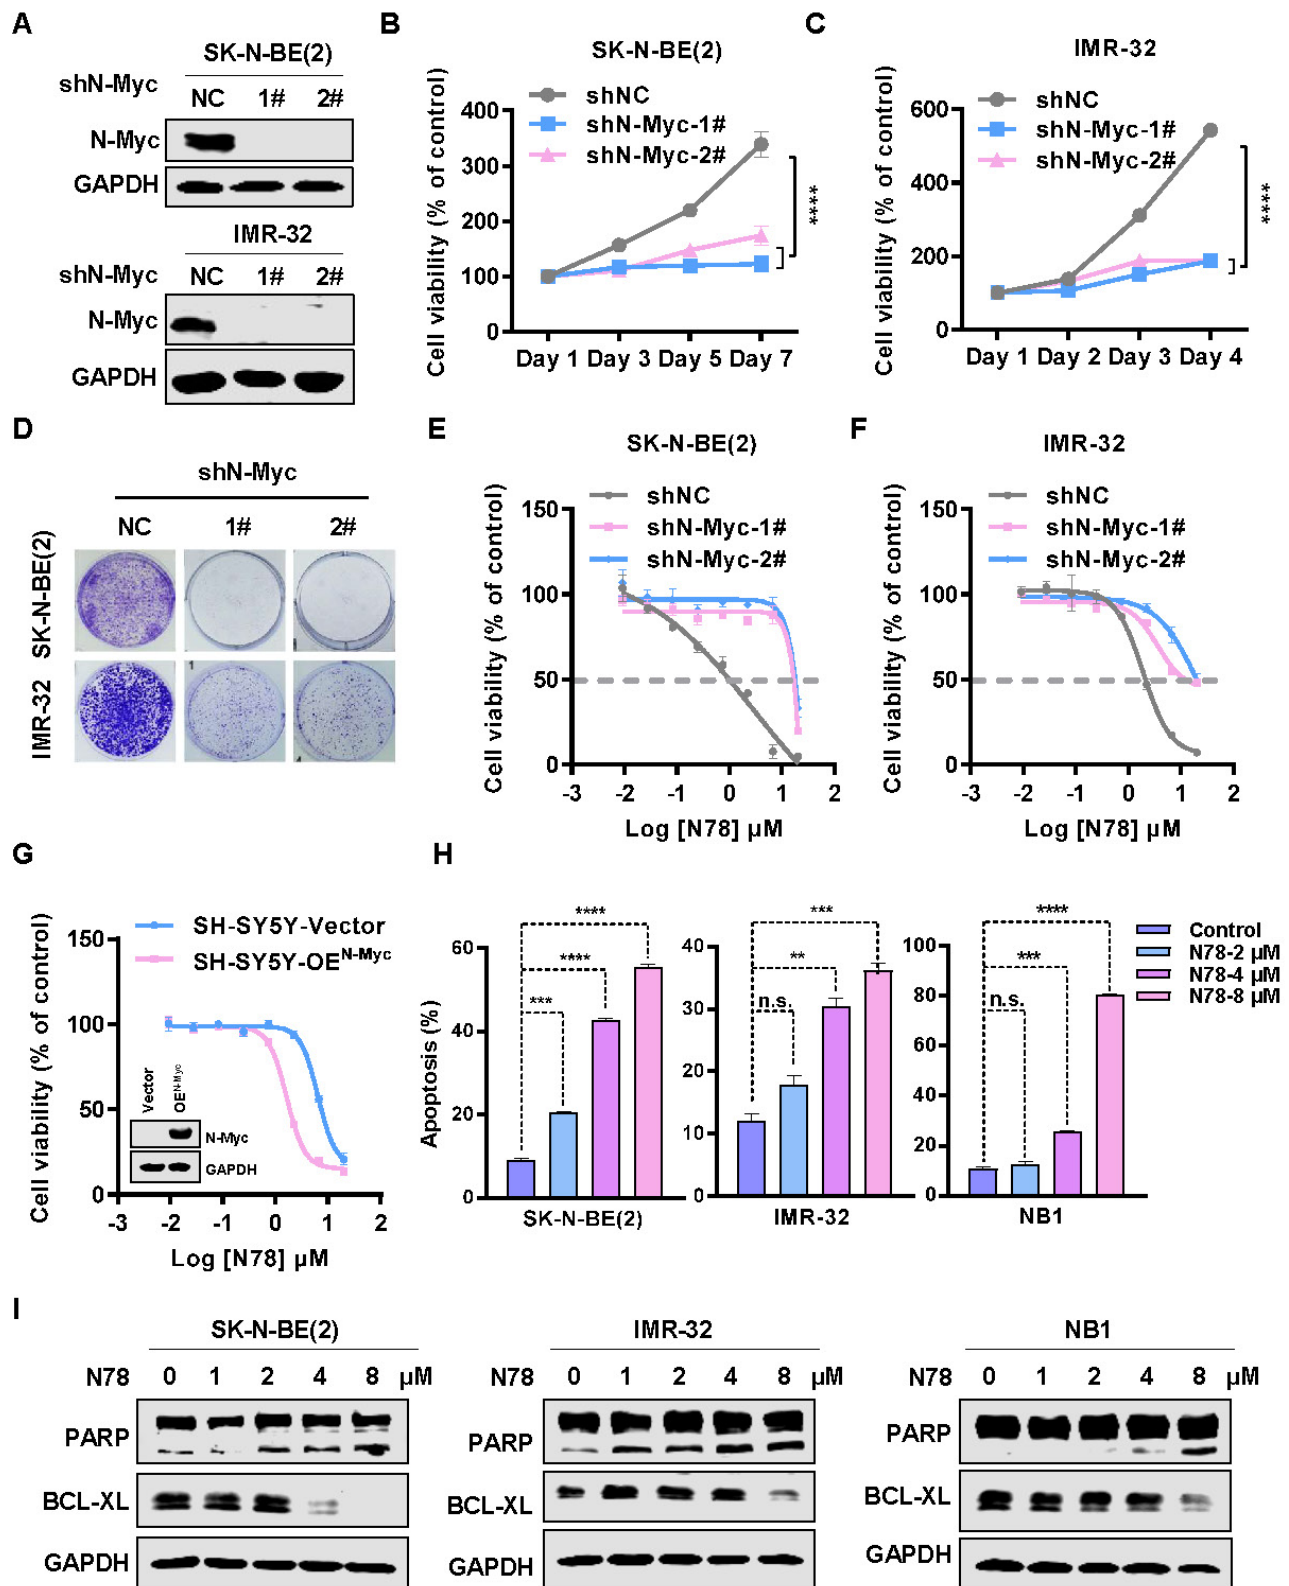 A
SK-N-BE(2)
shN-Myc
NC 1# 2#
N-Myc
GAPDH
IMR-32
shN-Myc
NC 1# 2#
N-Myc
GAPDH
B
SK-N-BE(2)
shNC
shN-Myc-1#
shN-Myc-2#
Cell viability (% of control)
400
300
200
100
0
Day 1 Day 3 Day 5 Day 7
****
C
IMR-32
shNC
shN-Myc-1#
shN-Myc-2#
Cell viability (% of control)
600
400
200
0
Day 1 Day 2 Day 3 Day 4
****
D
shN-Myc
NC 1# 2#
SK-N-BE(2)
IMR-32
E
SK-N-BE(2)
shNC
shN-Myc-1#
shN-Myc-2#
Cell viability (% of control)
150
100
50
0
-3 -2 -1 0 1 2
Log [N78] µM
F
IMR-32
shNC
shN-Myc-1#
shN-Myc-2#
Cell viability (% of control)
150
100
50
0
-3 -2 -1 0 1 2
Log [N78] µM
G
SH-SY5Y-Vector
SH-SY5Y-OE^N-Myc
Cell viability (% of control)
150
100
50
0
Vector
OE^N-Myc
N-Myc
GAPDH
-3 -2 -1 0 1 2
Log [N78] µM
H
Apoptosis (%)
60
40
20
0
***
****
****
SK-N-BE(2)
40
30
20
10
0
n.s.
**
***
IMR-32
100
80
60
40
20
0
n.s.
***
****
NB1
Control
N78-2 µM
N78-4 µM
N78-8 µM
I
SK-N-BE(2)
N78 0 1 2 4 8 µM
PARP
BCL-XL
GAPDH
IMR-32
N78 0 1 2 4 8 µM
PARP
BCL-XL
GAPDH
NB1
N78 0 1 2 4 8 µM
PARP
BCL-XL
GAPDH